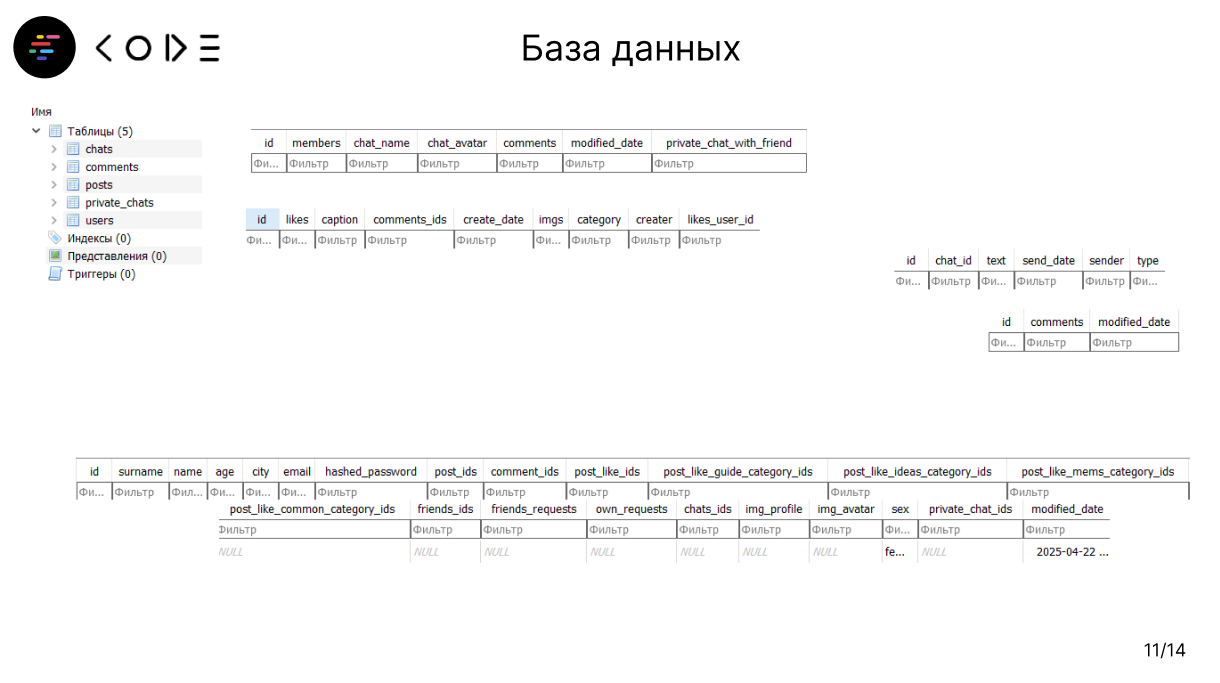 <ODE
База данных
Имя
Таблицы (5)
chats
comments
posts
private_chats
users
Индексы (0)
Представления (0)
Триггеры (0)
id members chat_name chat_avatar comments modified_date private_chat_with_friend
Фи... Фильтр Фильтр Фильтр Фильтр Фильтр Фильтр
id likes caption comments_ids create_date imgs category creater likes_user_id
Фи... Фи... Фильтр Фильтр Фильтр Фи... Фильтр Фильтр Фильтр
id chat_id text send_date sender type
Фи... Фильтр Фи... Фильтр Фильтр Фи...
id comments modified_date
Фи... Фильтр Фильтр
id surname name age city email hashed_password post_ids comment_ids post_like_ids post_like_guide_category_ids post_like_ideas_category_ids post_like_mems_category_ids
Фи... Фильтр Фил... Фи... Фи... Фи... Фильтр Фильтр Фильтр Фильтр Фильтр Фильтр Фильтр
post_like_common_category_ids friends_ids friends_requests own_requests chats_ids img_profile img_avatar sex private_chat_ids modified_date
Фильтр Фильтр Фильтр Фильтр Фильтр Фильтр Фильтр Фи... Фильтр Фильтр
NULL NULL NULL NULL NULL NULL NULL fe... NULL 2025-04-22 ...
11/14